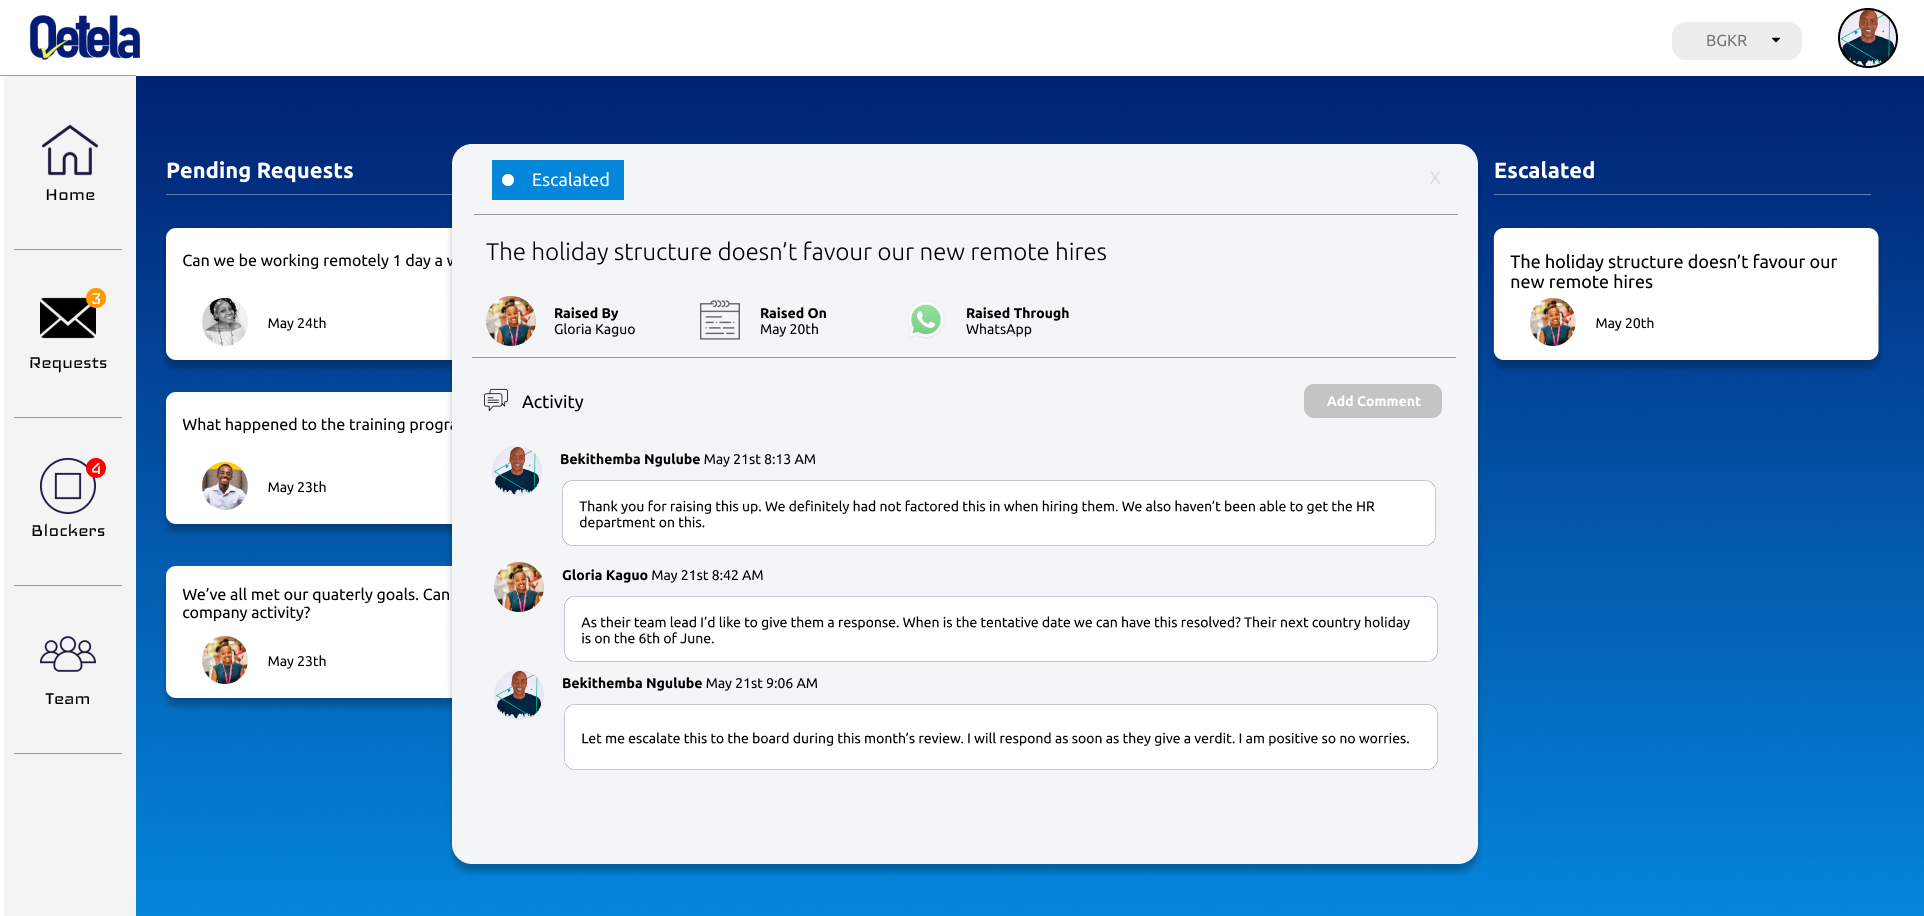 Qetela
BGKR
Home
3
Requests
4
Blockers
Team
Pending Requests
Can we be working remotely 1 day a
May 24th
What happened to the training
May 23th
We’ve all met our quaterly goals. Can
company activity?
May 23th
Escalated
X
The holiday structure doesn’t favour our new remote hires
Raised By
Gloria Kaguo
Raised On
May 20th
Raised Through
WhatsApp
Activity
Add Comment
Bekithemba Ngulube May 21st 8:13 AM
Thank you for raising this up. We definitely had not factored this in when hiring them. We also haven’t been able to get the HR
department on this.
Gloria Kaguo May 21st 8:42 AM
As their team lead I’d like to give them a response. When is the tentative date we can have this resolved? Their next country holiday
is on the 6th of June.
Bekithemba Ngulube May 21st 9:06 AM
Let me escalate this to the board during this month’s review. I will respond as soon as they give a verdit. I am positive so no worries.
Escalated
The holiday structure doesn’t favour our
new remote hires
May 20th